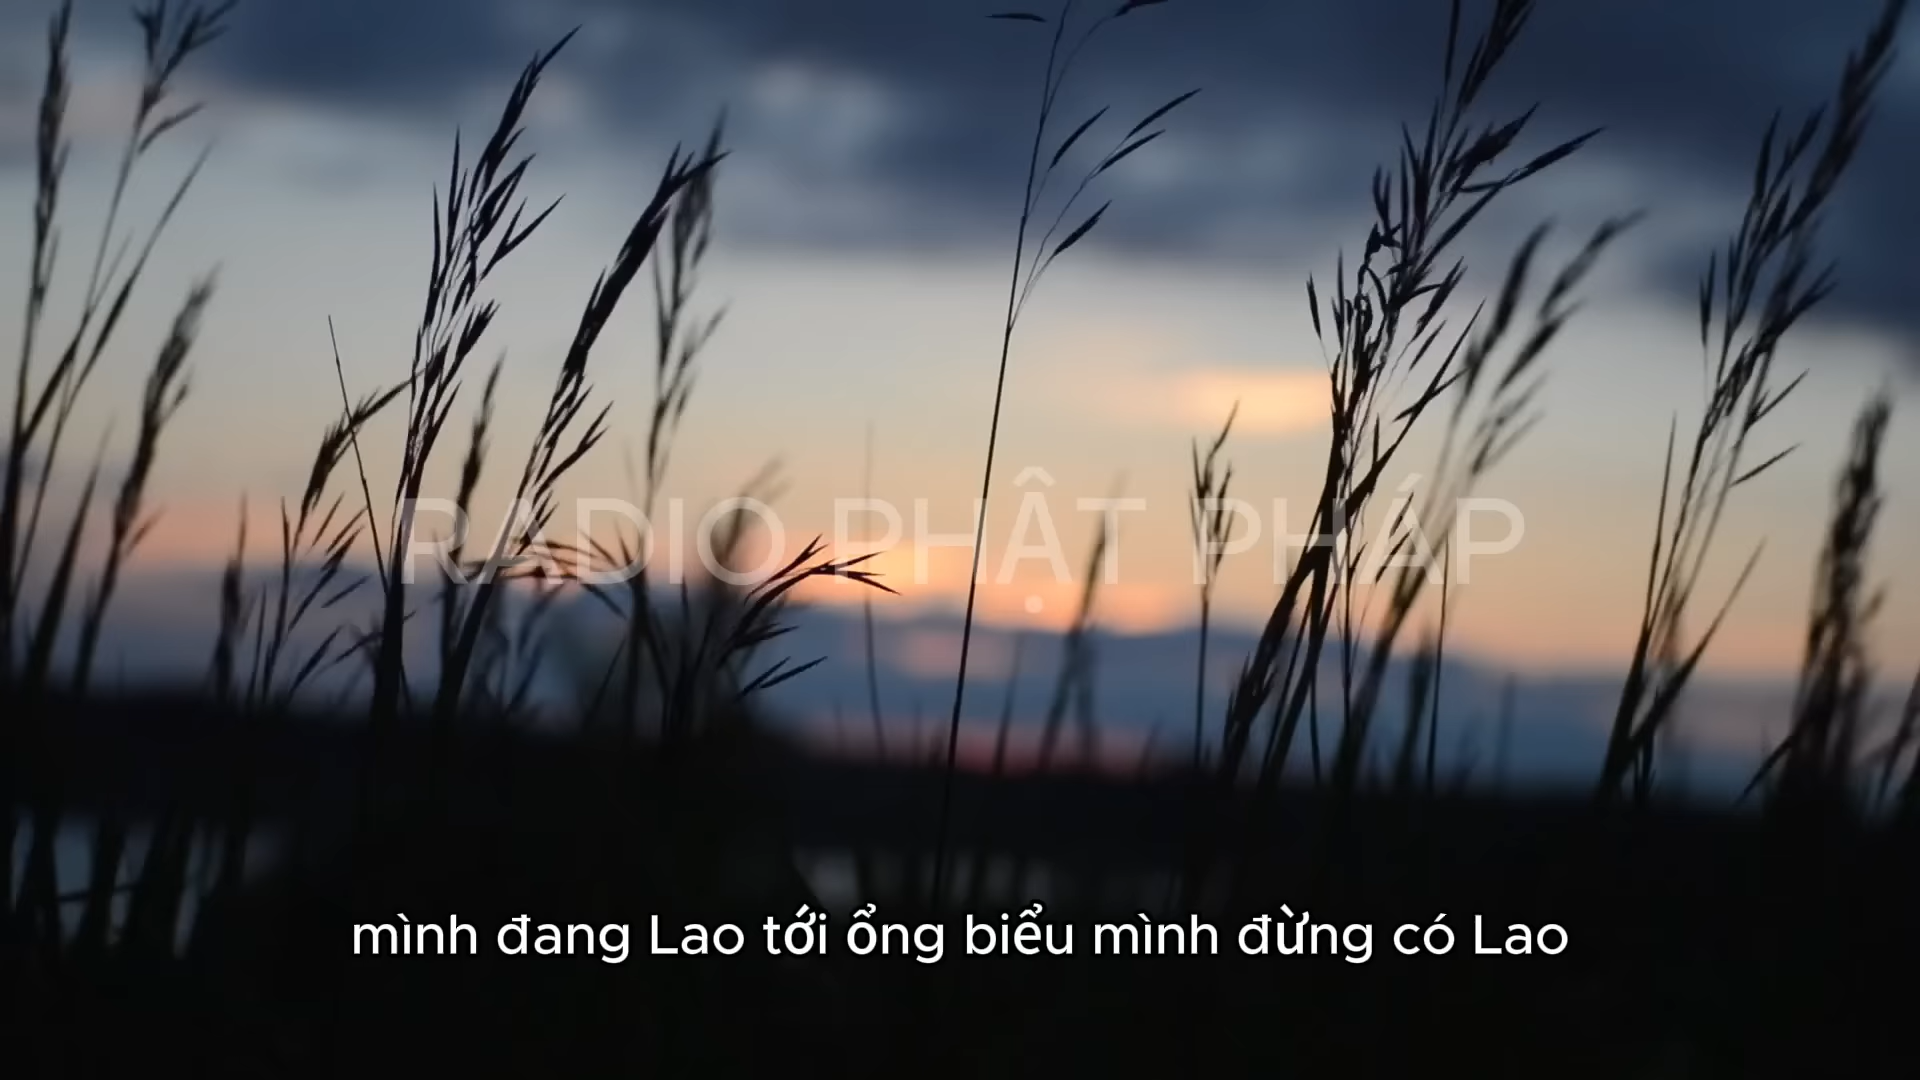 RADIO PHẬT PHÁP
mình đang Lao tới ổng biểu mình đừng có Lao